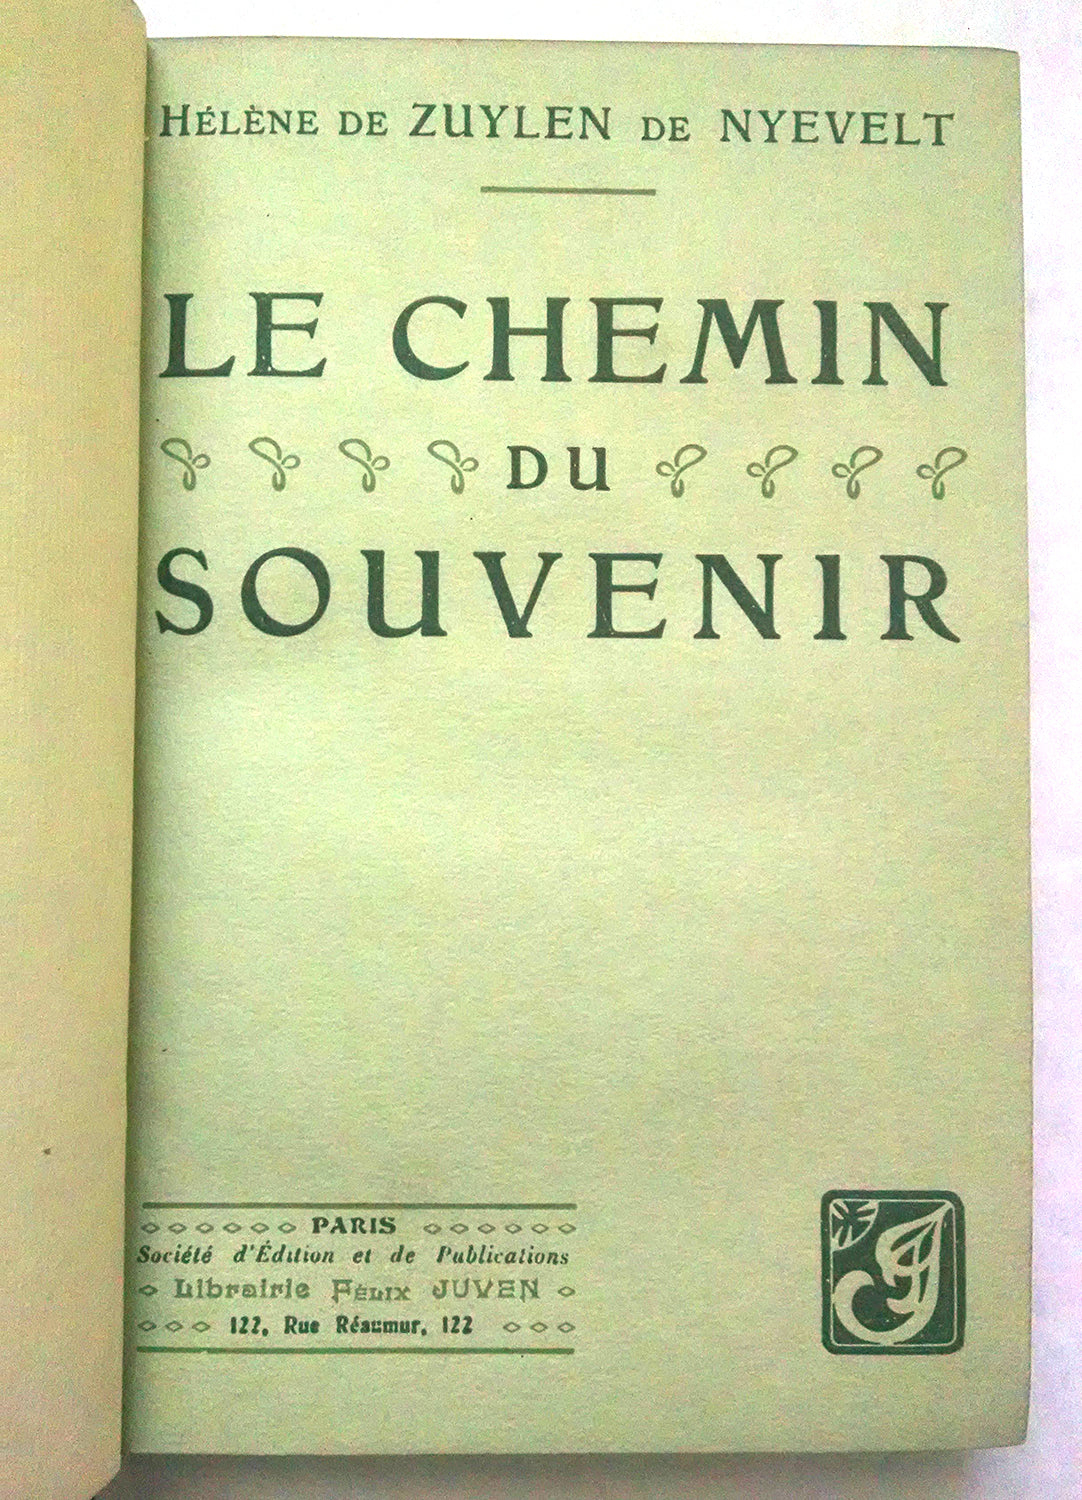 HÉLÈNE DE ZUYLEN DE NYEVELT
LE CHEMIN
DU
SOUVENIR
PARIS
Société d'Édition et de Publications
Librairie FÉLIX JUVEN
122, Rue Réaumur, 122